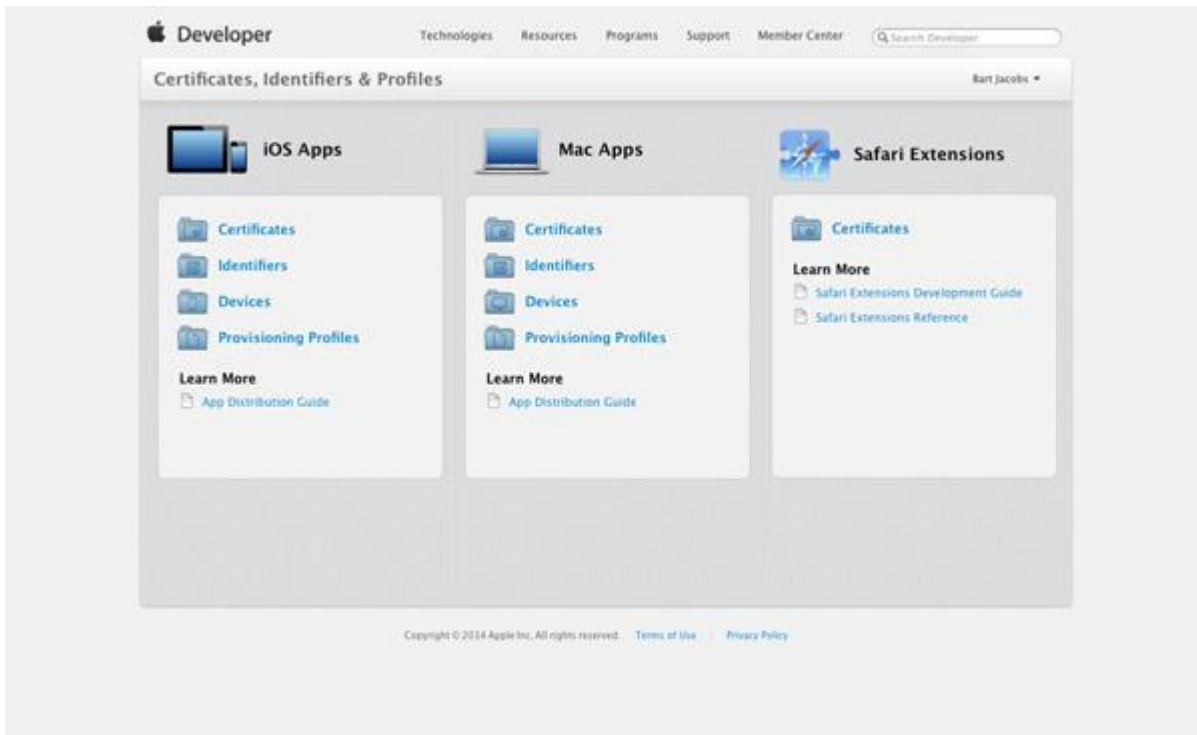 Developer
Technologies Resources Programs Support Member Center Search Developer
Certificates, Identifiers & Profiles
Bart Jacobs
iOS Apps
Certificates
Identifiers
Devices
Provisioning Profiles
Learn More
App Distribution Guide
Mac Apps
Certificates
Identifiers
Devices
Provisioning Profiles
Learn More
App Distribution Guide
Safari Extensions
Certificates
Learn More
Safari Extensions Development Guide
Safari Extensions Reference
Copyright © 2014 Apple Inc. All rights reserved. Terms of Use | Privacy Policy